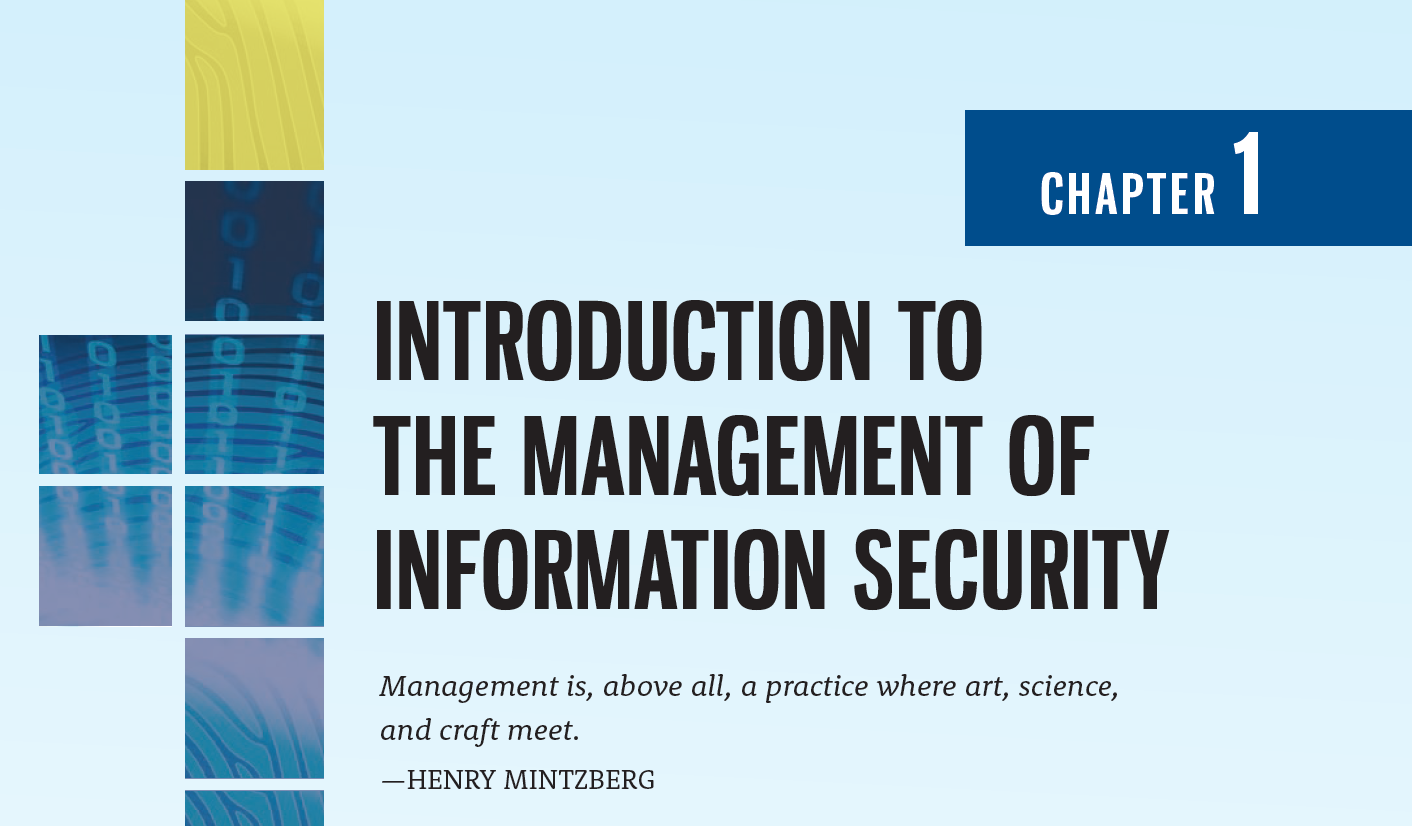 CHAPTER 1
INTRODUCTION TO
THE MANAGEMENT OF
INFORMATION SECURITY
Management is, above all, a practice where art, science,
and craft meet.
—HENRY MINTZBERG